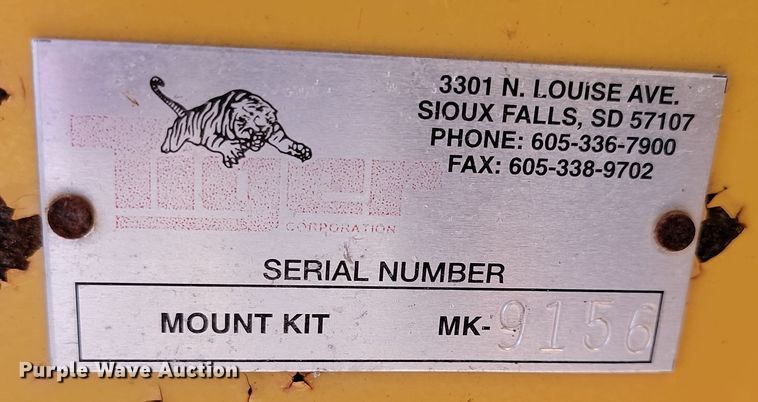 3301 N. LOUISE AVE.
SIOUX FALLS, SD 57107
PHONE: 605-336-7900
FAX: 605-338-9702
Tiger
CORPORATION
SERIAL NUMBER
MOUNT KIT MK-9156
Purple Wave Auction